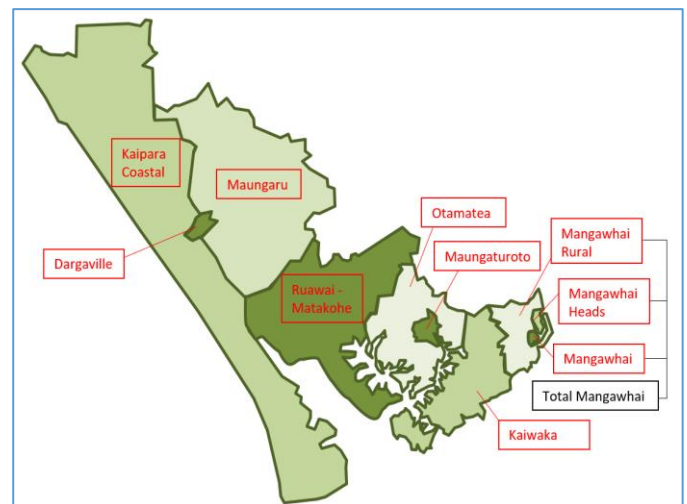 Kaipara
Coastal
Maungaru
Dargaville
Ruawai -
Matakohe
Otamatea
Maungaturoto
Mangawhai
Rural
Mangawhai
Heads
Mangawhai
Total Mangawhai
Kaiwaka